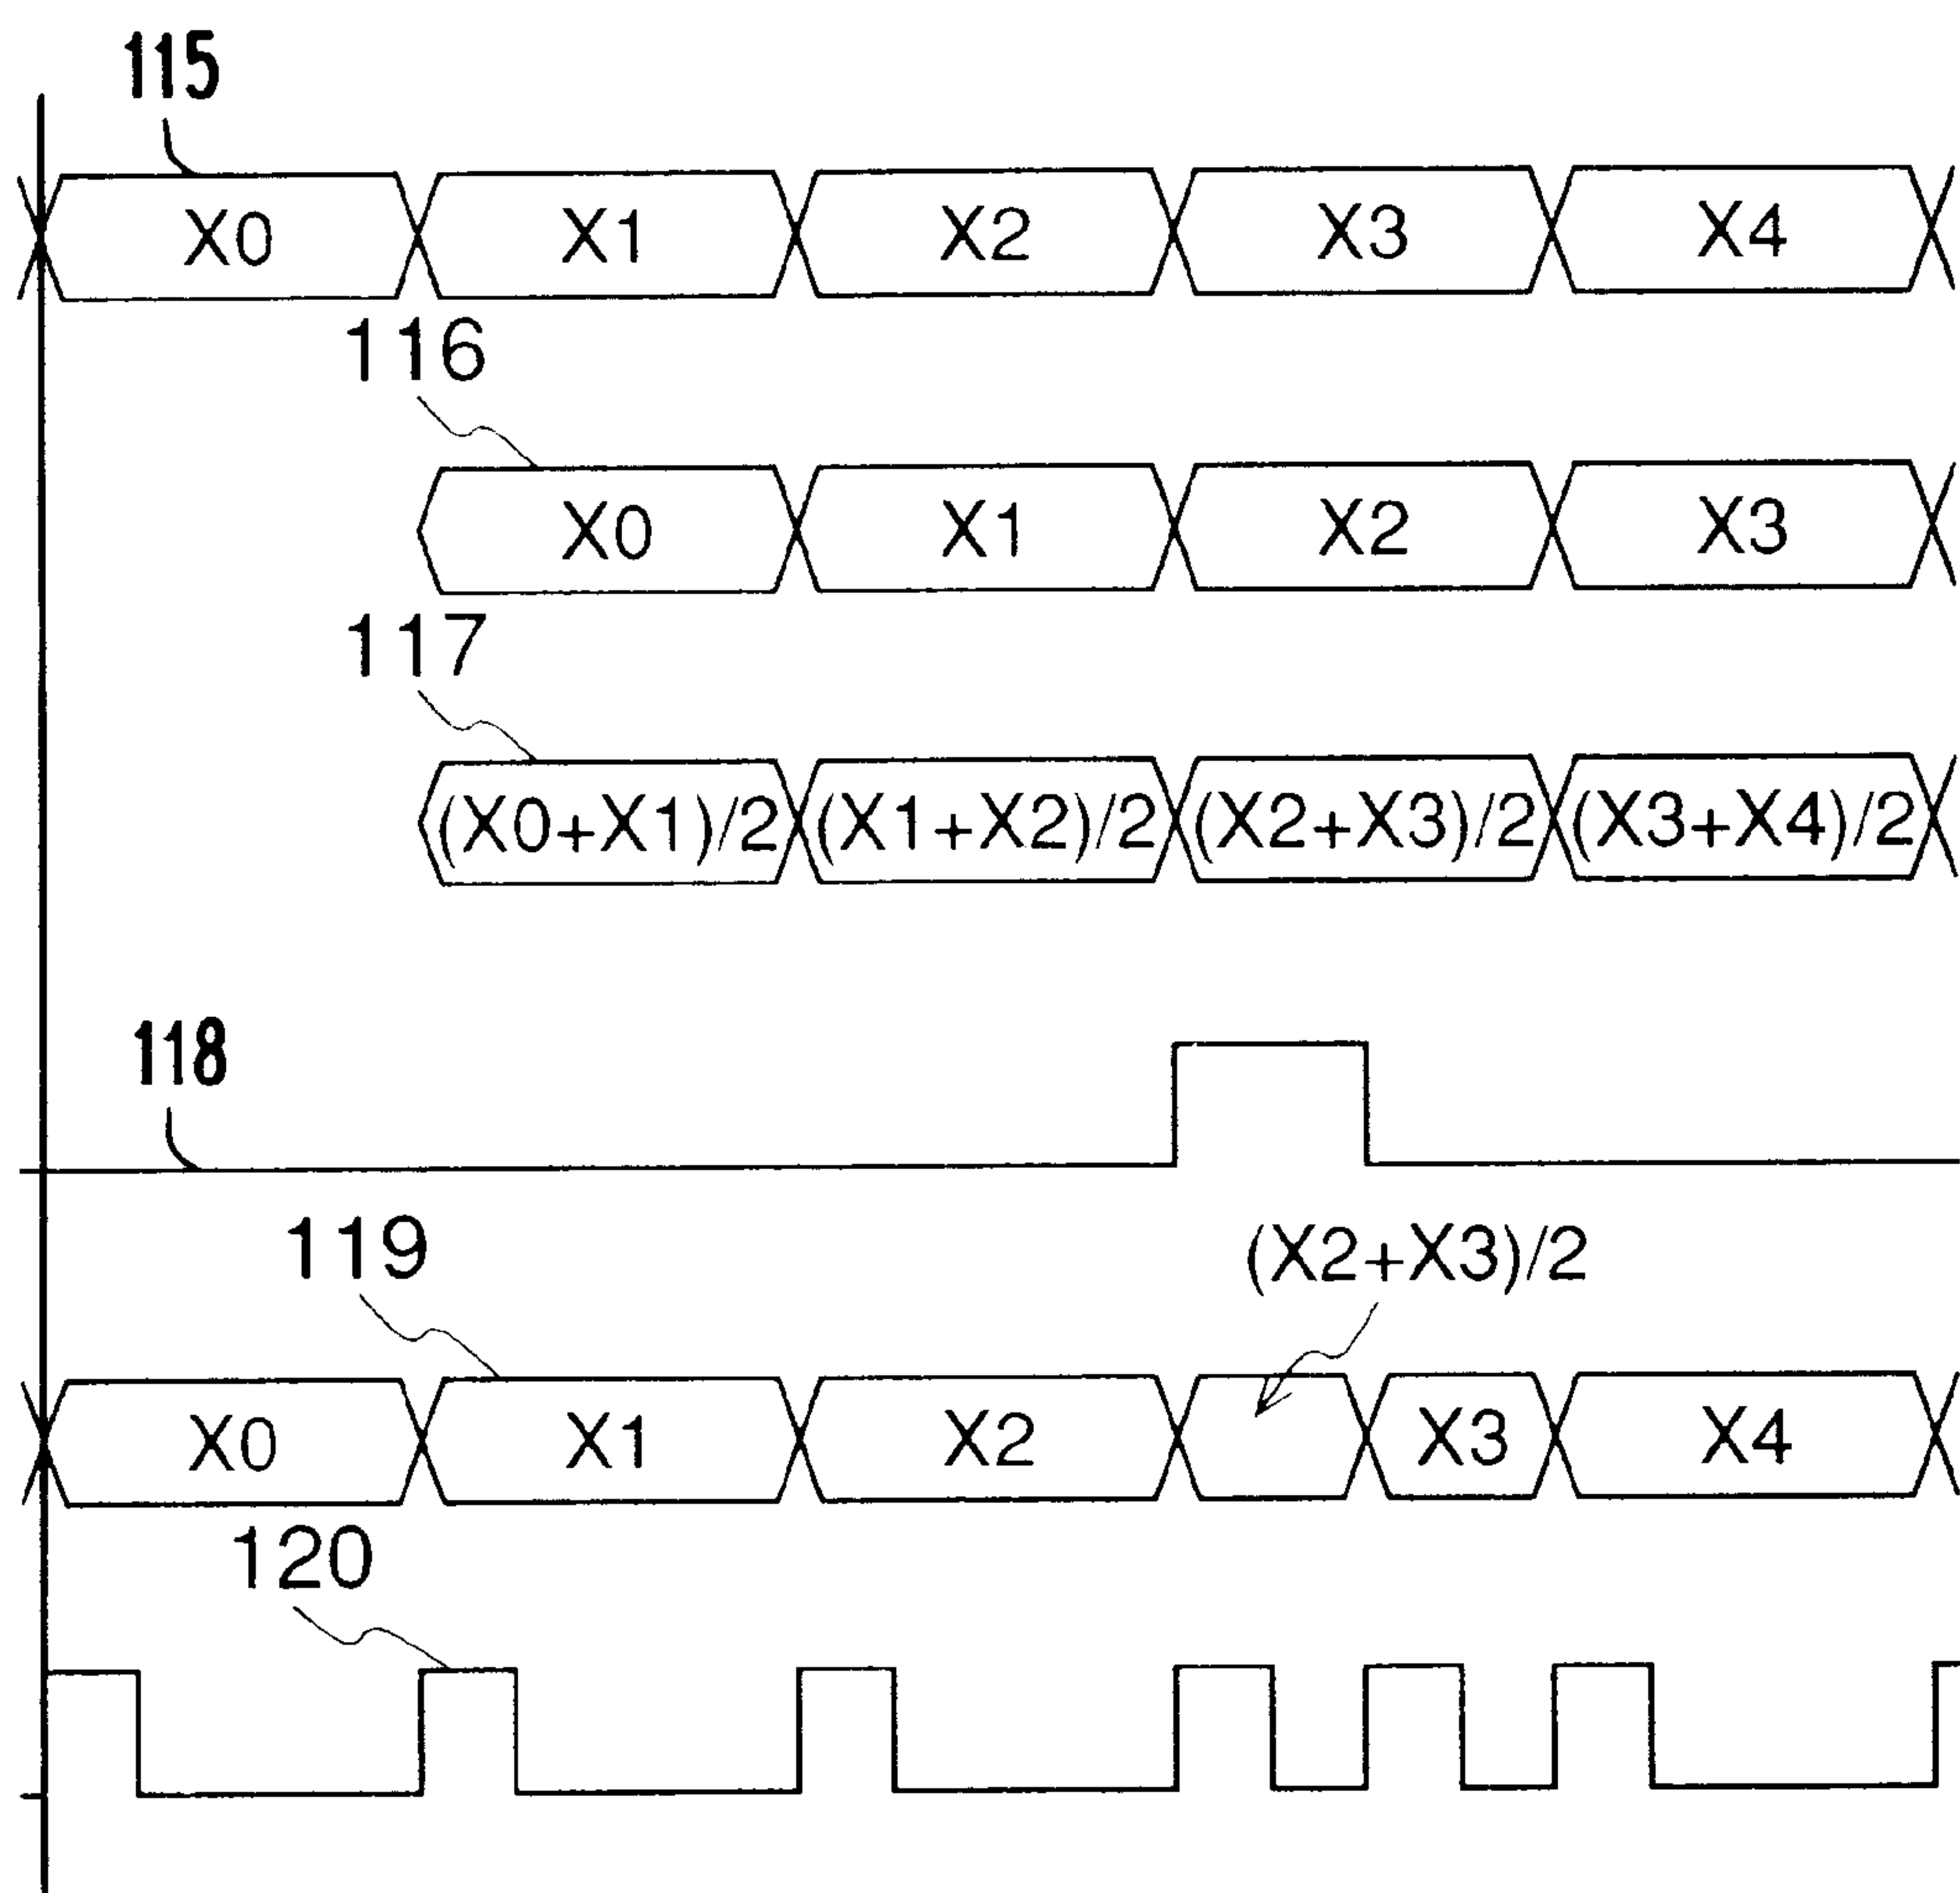 115
X0 X1 X2 X3 X4
116
X0 X1 X2 X3
117
(X0+X1)/2 (X1+X2)/2 (X2+X3)/2 (X3+X4)/2
118
119 (X2+X3)/2
X0 X1 X2 X3 X4
120